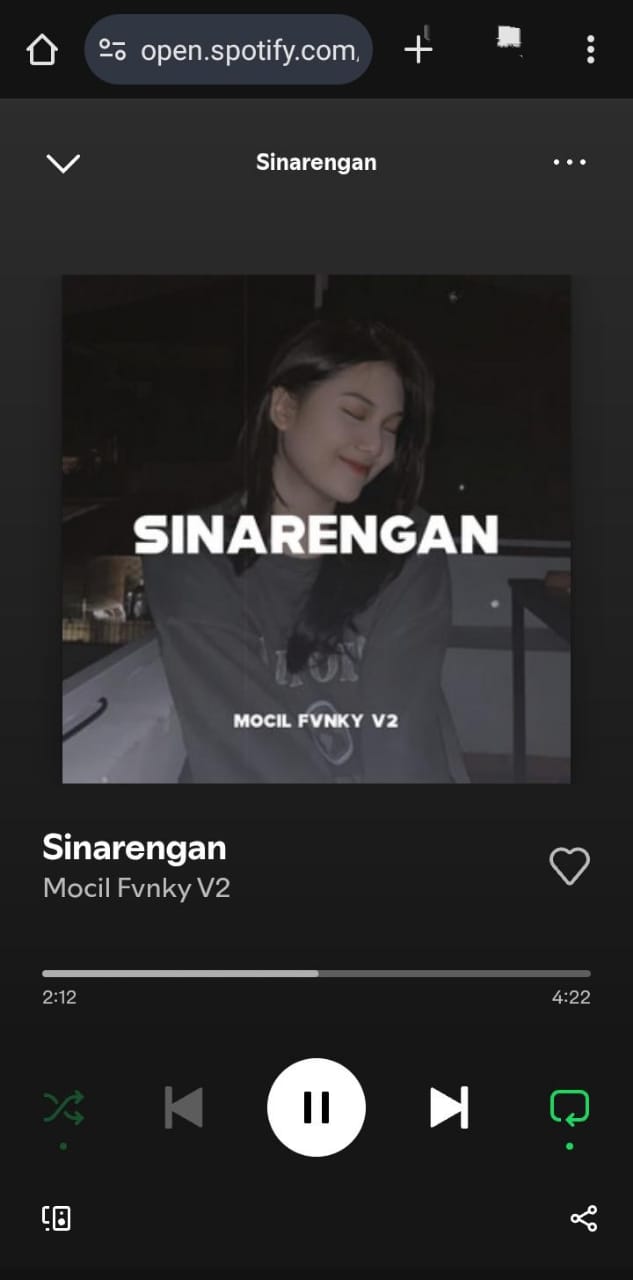 open.spotify.com/
Sinarengan
SINARENGAN
MOCIL FVNKY V2
Sinarengan
Mocil Fvnky V2
2:12
4:22